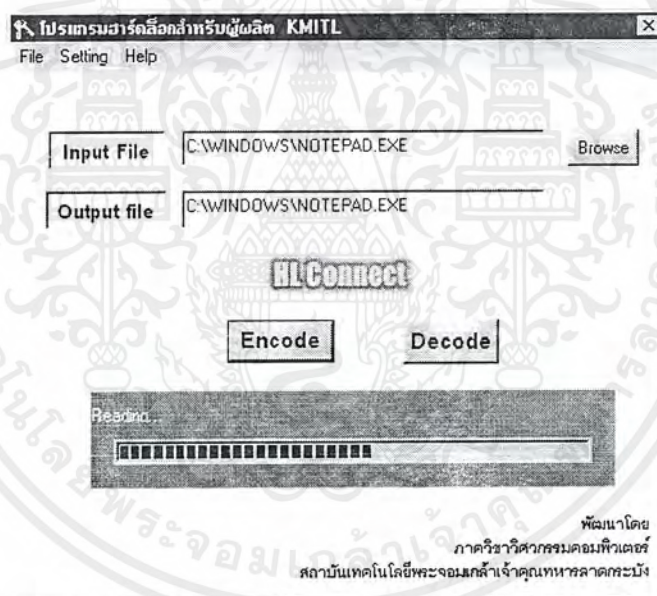 โปรแกรมฮาร์ดล็อกสำหรับผู้ผลิต KMITL
File Setting Help
Input File C:\WINDOWS\NOTEPAD.EXE Browse
Output file C:\WINDOWS\NOTEPAD.EXE
HLConnect
Encode Decode
Reading...
พัฒนาโดย
ภาควิชาวิศวกรรมคอมพิวเตอร์
สถาบันเทคโนโลยีพระจอมเกล้าเจ้าคุณทหารลาดกระบัง